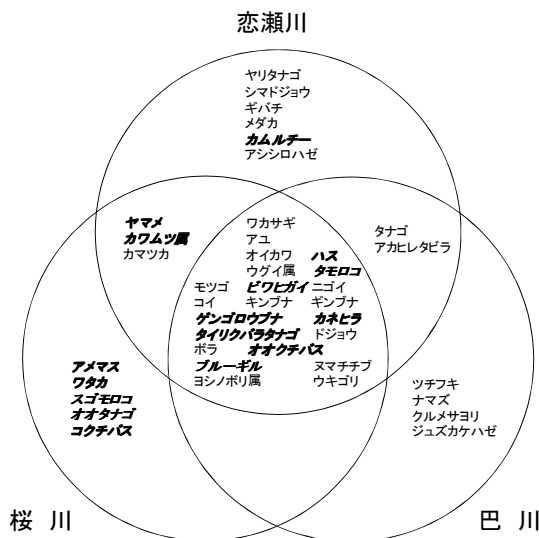 恋瀬川
ヤリタナゴ
シマドジョウ
ギバチ
メダカ
カムルチー
アシシロハゼ
ヤマメ
カワムツ属
カマツカ
タナゴ
アカヒレタビラ
ワカサギ
アユ
オイカワ ハス
ウグイ属 タモロコ
モツゴ ビワヒガイ ニゴイ
コイ キンブナ ギンブナ
ゲンゴロウブナ カネヒラ
タイリクバラタナゴ ドジョウ
ボラ オオクチバス
ブルーギル ヌマチチブ
ヨシノボリ属 ウキゴリ
アメマス
ワタカ
スゴモロコ
オオタナゴ
コクチバス
ツチフキ
ナマズ
クルメサヨリ
ジュズカケハゼ
桜 川
巴 川